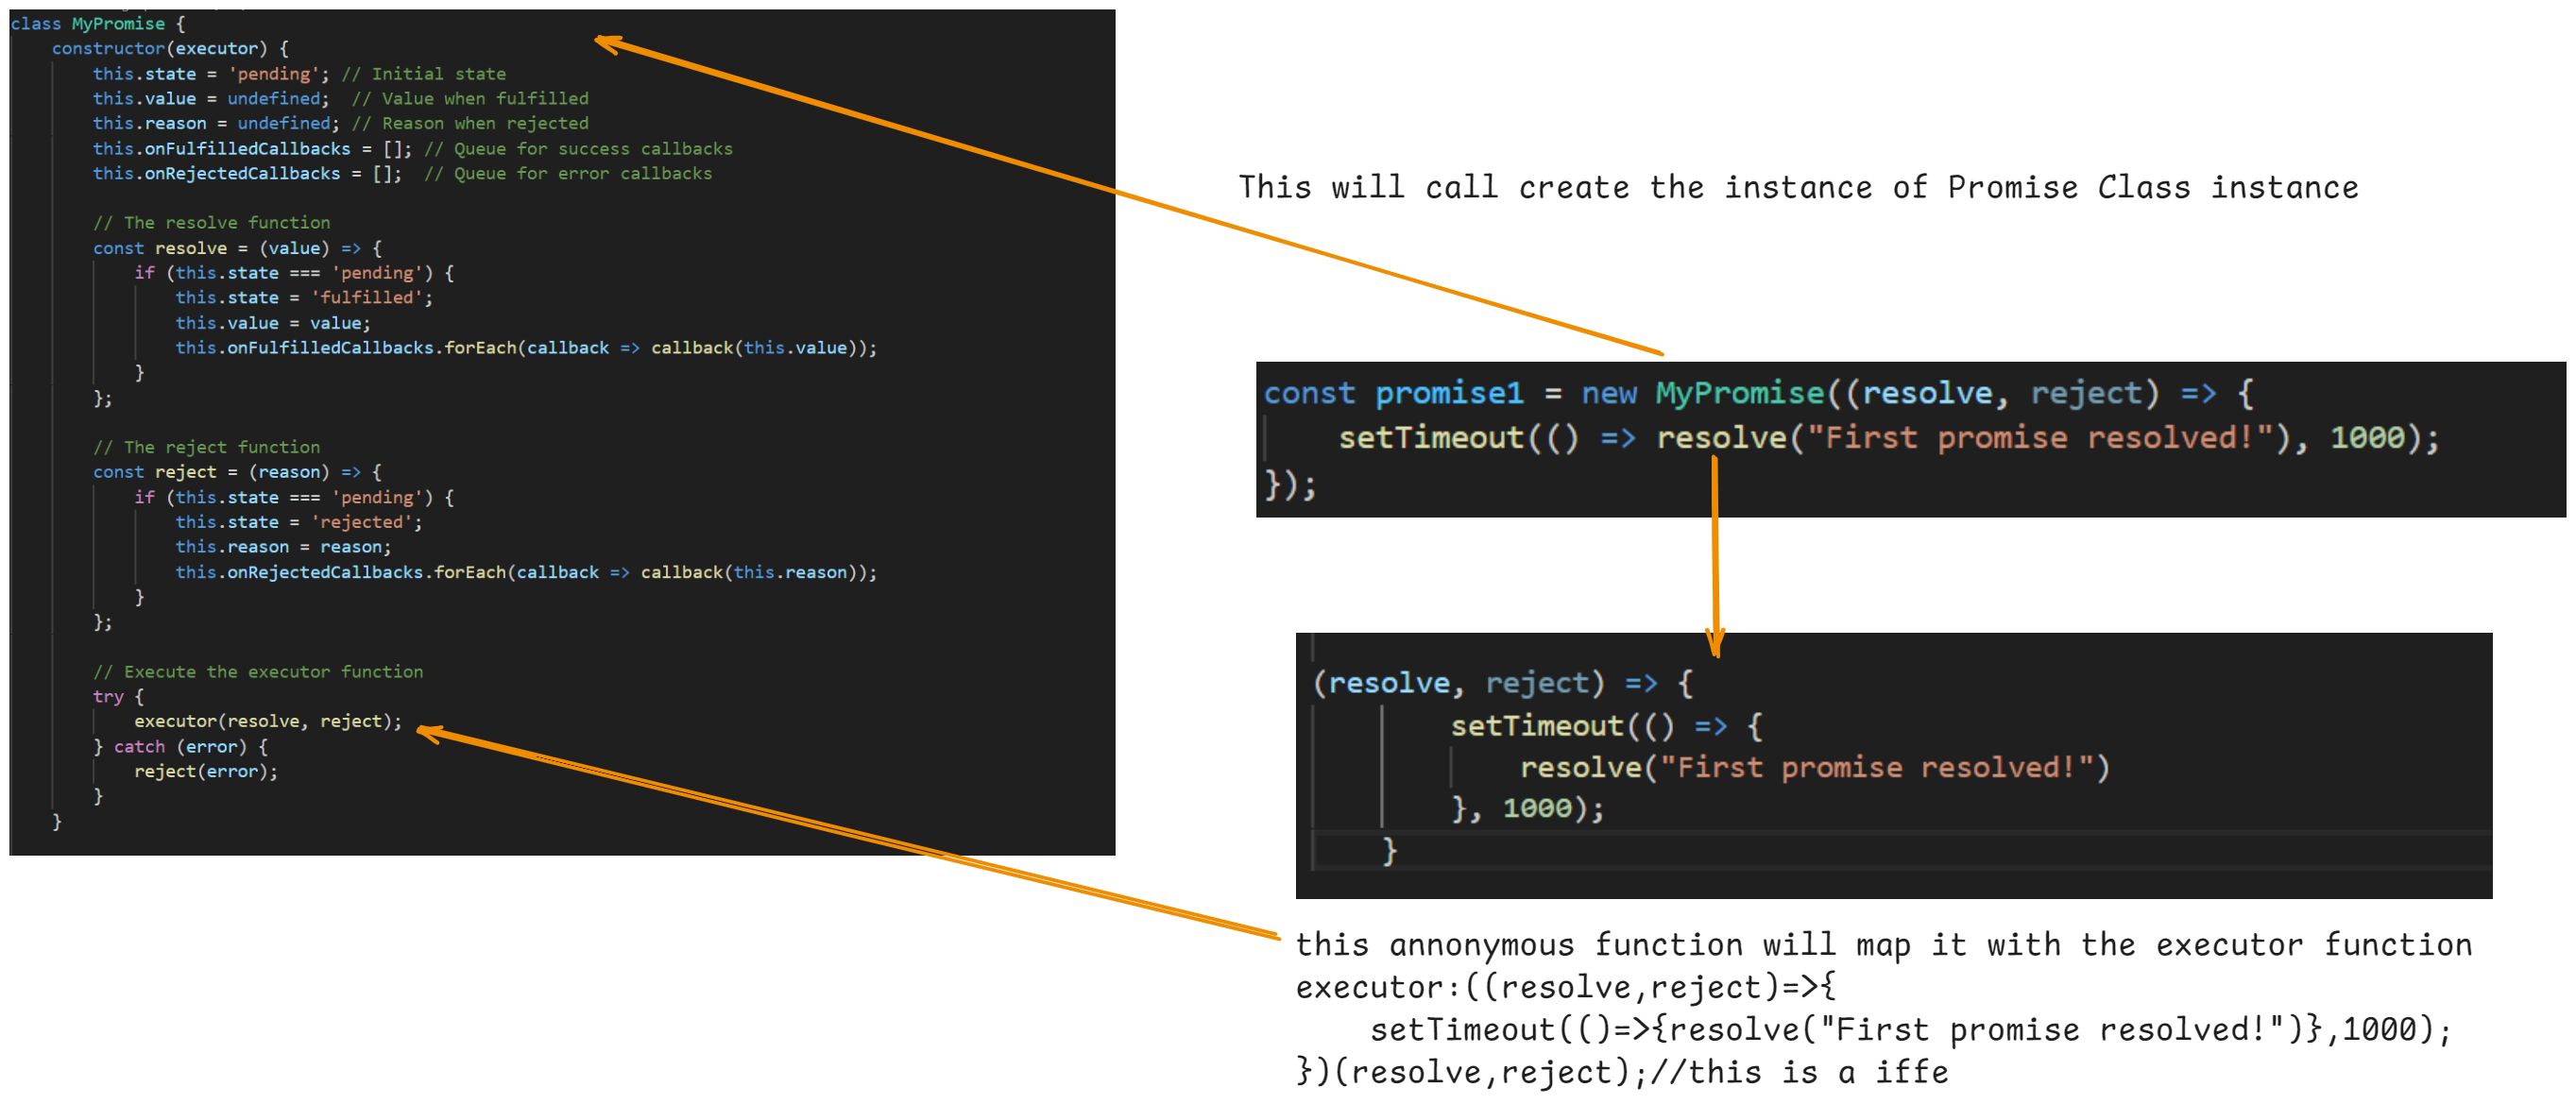 class MyPromise {
constructor(executor) {
this.state = 'pending'; // Initial state
this.value = undefined;  // Value when fulfilled
this.reason = undefined; // Reason when rejected
this.onFulfilledCallbacks = []; // Queue for success callbacks
this.onRejectedCallbacks = [];  // Queue for error callbacks
// The resolve function
const resolve = (value) => {
if (this.state === 'pending') {
this.state = 'fulfilled';
this.value = value;
this.onFulfilledCallbacks.forEach(callback => callback(this.value));
}
};
// The reject function
const reject = (reason) => {
if (this.state === 'pending') {
this.state = 'rejected';
this.reason = reason;
this.onRejectedCallbacks.forEach(callback => callback(this.reason));
}
};
// Execute the executor function
try {
executor(resolve, reject);
} catch (error) {
reject(error);
}
}
This will call create the instance of Promise Class instance
const promise1 = new MyPromise((resolve, reject) => {
setTimeout(() => resolve("First promise resolved!"), 1000);
});
(resolve, reject) => {
setTimeout(() => {
resolve("First promise resolved!")
}, 1000);
}
this annonymous function will map it with the executor function
executor:((resolve,reject)=>{
setTimeout(()=>{resolve("First promise resolved!")},1000);
})(resolve,reject);//this is a iffe